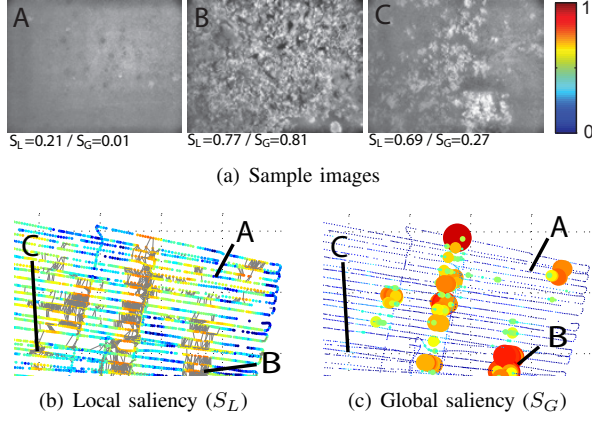 A
B
C
1
0
S_L=0.21 / S_G=0.01
S_L=0.77 / S_G=0.81
S_L=0.69 / S_G=0.27
(a) Sample images
C
A
B
C
A
B
(b) Local saliency (S_L)
(c) Global saliency (S_G)